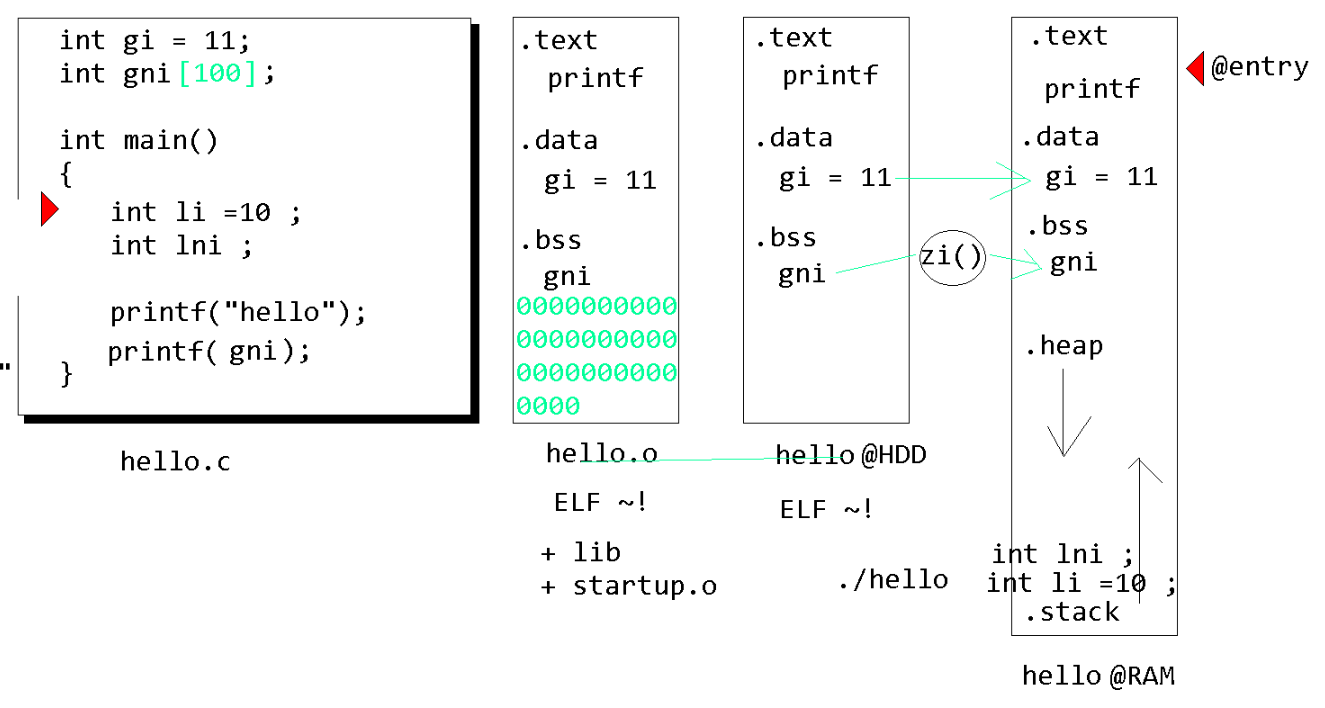 int gi = 11;
int gni[100];
int main()
{
int li =10 ;
int lni ;
printf("hello");
printf( gni);
}
"
hello.c
.text
printf
.data
gi = 11
.bss
gni
0000000000
0000000000
0000000000
0000
hello.o
ELF ~!
+ lib
+ startup.o
.text
printf
.data
gi = 11
.bss
gni
hello @HDD
ELF ~!
./hello
zi()
.text
printf
.data
gi = 11
.bss
gni
.heap
int lni ;
int li =10 ;
.stack
hello @RAM
@entry